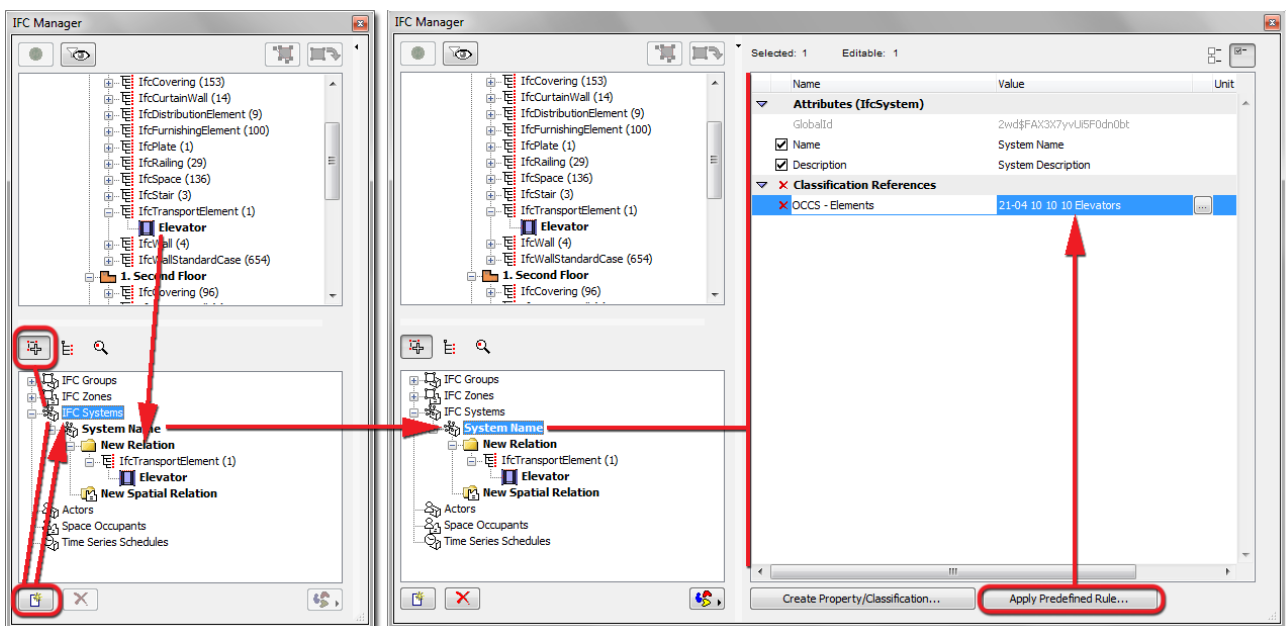 IFC Manager
IfcCovering (153)
IfcCurtainWall (14)
IfcDistributionElement (9)
IfcFurnishingElement (100)
IfcPlate (1)
IfcRailing (29)
IfcSpace (136)
IfcStair (3)
IfcTransportElement (1)
Elevator
IfcWall (4)
IfcWallStandardCase (654)
1. Second Floor
IfcCovering (96)
IFC Groups
IFC Zones
IFC Systems
System Name
New Relation
IfcTransportElement (1)
Elevator
New Spatial Relation
Actors
Space Occupants
Time Series Schedules
IFC Manager
IfcCovering (153)
IfcCurtainWall (14)
IfcDistributionElement (9)
IfcFurnishingElement (100)
IfcPlate (1)
IfcRailing (29)
IfcSpace (136)
IfcStair (3)
IfcTransportElement (1)
Elevator
IfcWall (4)
IfcWallStandardCase (654)
1. Second Floor
IfcCovering (96)
IFC Groups
IFC Zones
IFC Systems
System Name
New Relation
IfcTransportElement (1)
Elevator
New Spatial Relation
Actors
Space Occupants
Time Series Schedules
Selected: 1 Editable: 1
Name Value Unit
Attributes (IfcSystem)
GlobalId 2wd$FAX3X7yvUi5F0dn0bt
Name System Name
Description System Description
Classification References
OCCS - Elements 21-04 10 10 10 Elevators ...
Create Property/Classification... Apply Predefined Rule...